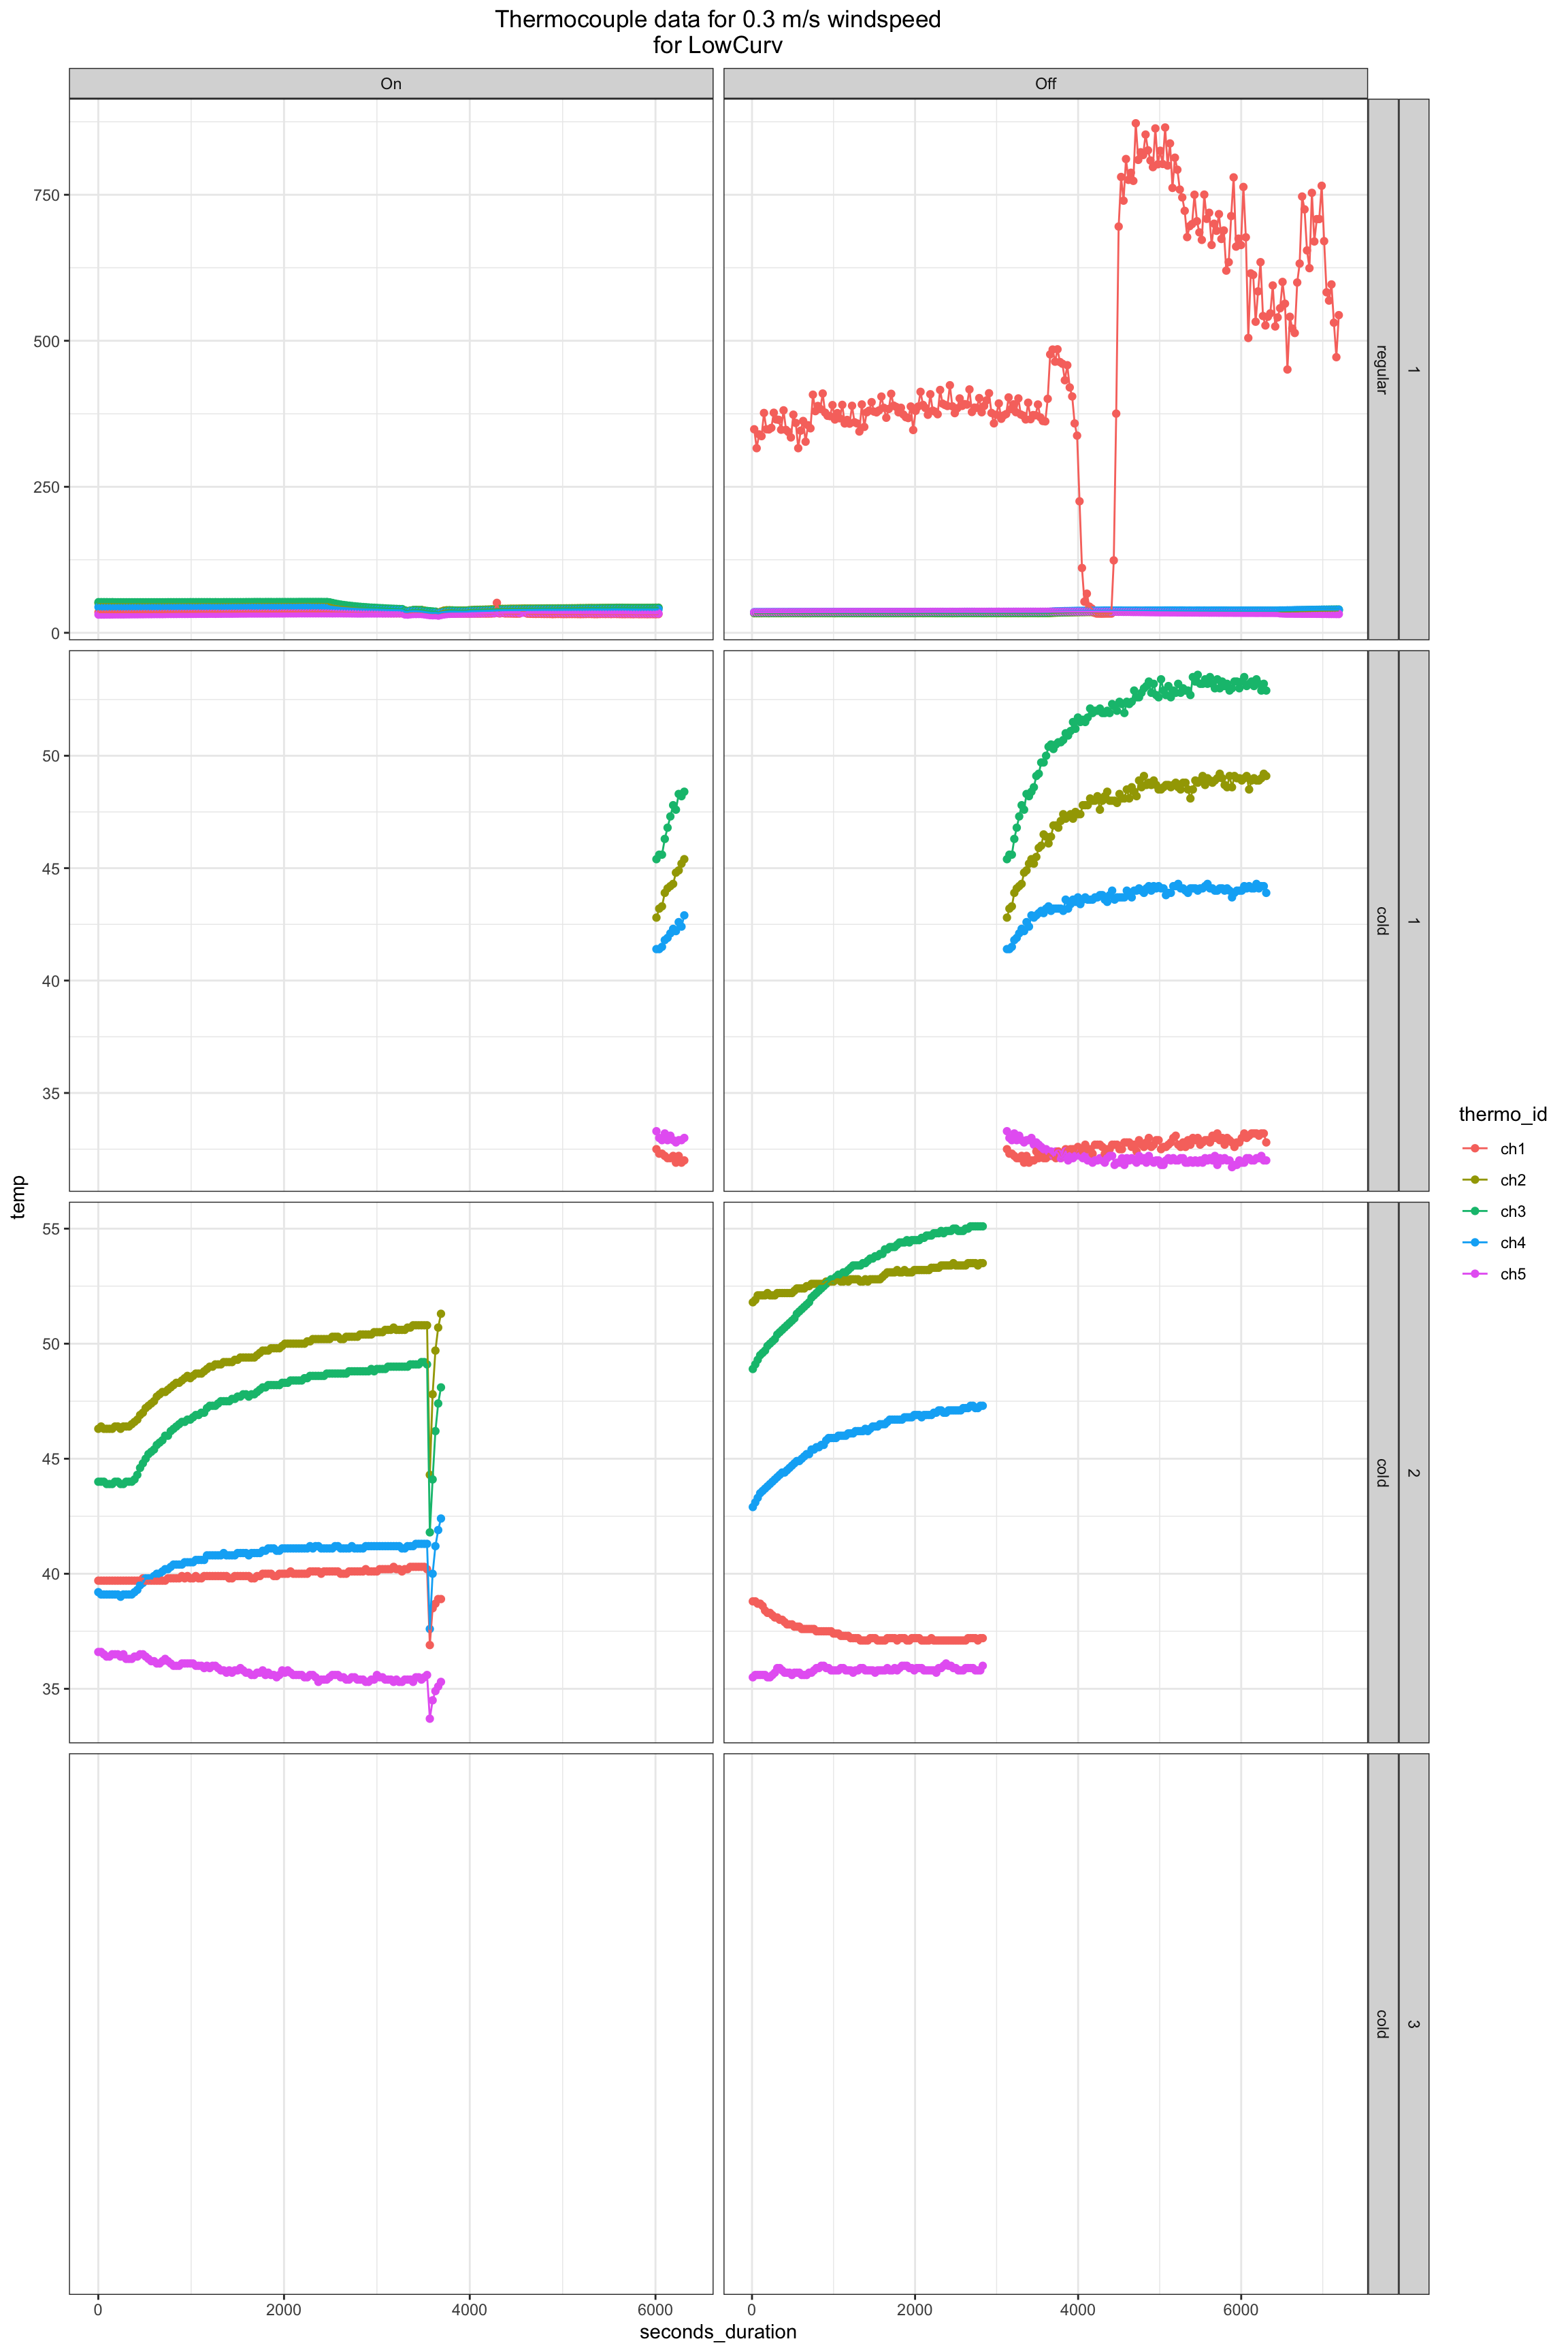 Thermocouple data for 0.3 m/s windspeed
for LowCurv
On
Off
750
500
250
0
regular
1
50
45
40
35
cold
1
55
50
45
40
35
cold
2
cold
3
temp
0
2000
4000
6000
0
2000
4000
6000
seconds_duration
thermo_id
ch1
ch2
ch3
ch4
ch5